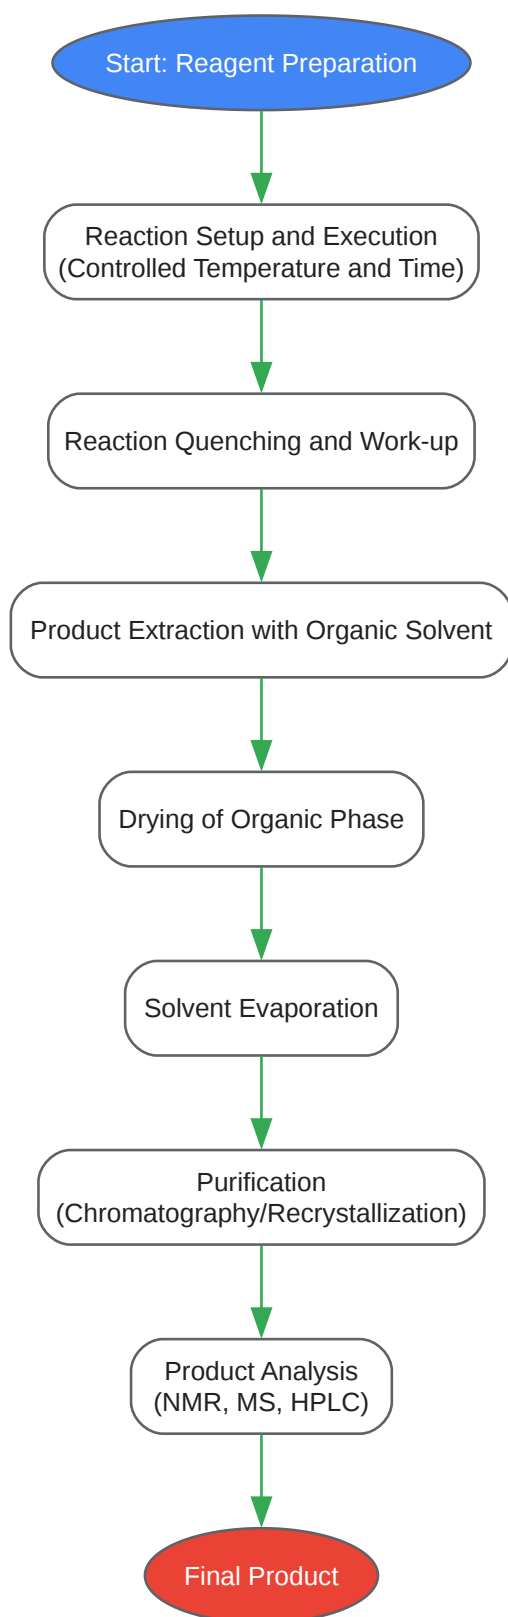 Start: Reagent Preparation
Reaction Setup and Execution
(Controlled Temperature and Time)
Reaction Quenching and Work-up
Product Extraction with Organic Solvent
Drying of Organic Phase
Solvent Evaporation
Purification
(Chromatography/Recrystallization)
Product Analysis
(NMR, MS, HPLC)
Final Product